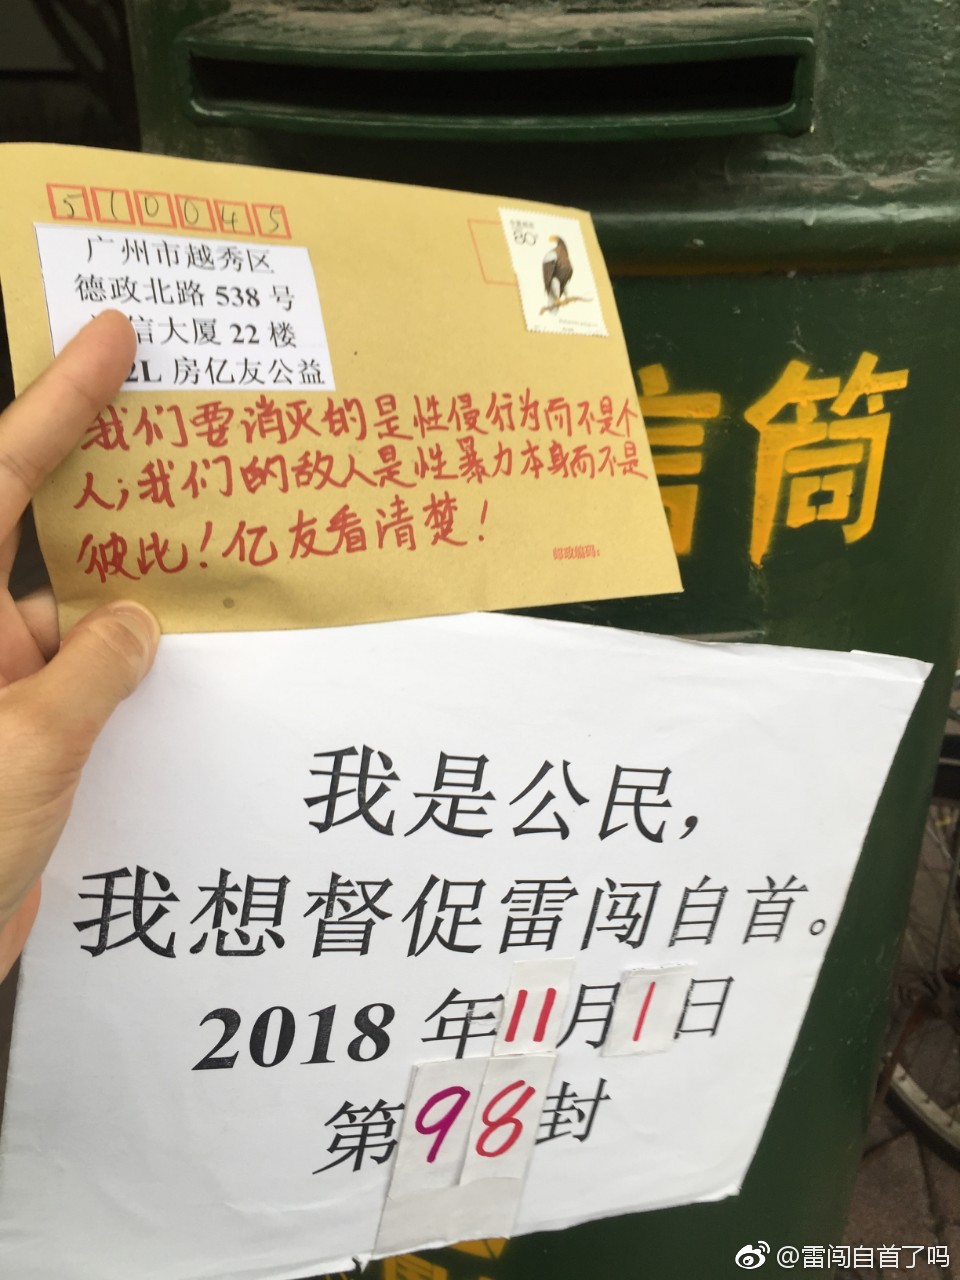 510045
80
广州市越秀区
德政北路 538 号
信大厦 22 楼
2L 房亿友公益
我们要消灭的是性侵行为而不是个
人；我们的敌人是性暴力本身而不是
彼此！亿友看清楚！
邮政编码：
信筒
我是公民，
我想督促雷闯自首。
2018 年11月1日
第98封
@雷闯自首了吗